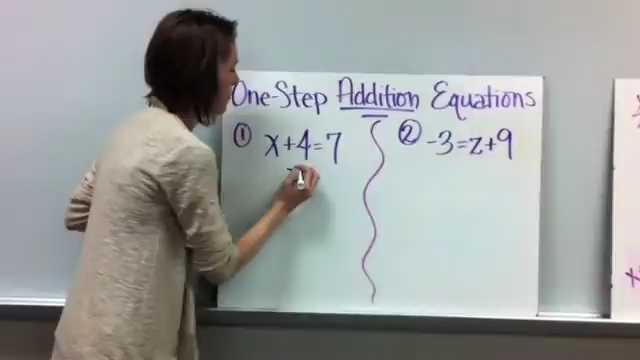 One-Step Addition Equations
① x+4=7
② -3=z+9